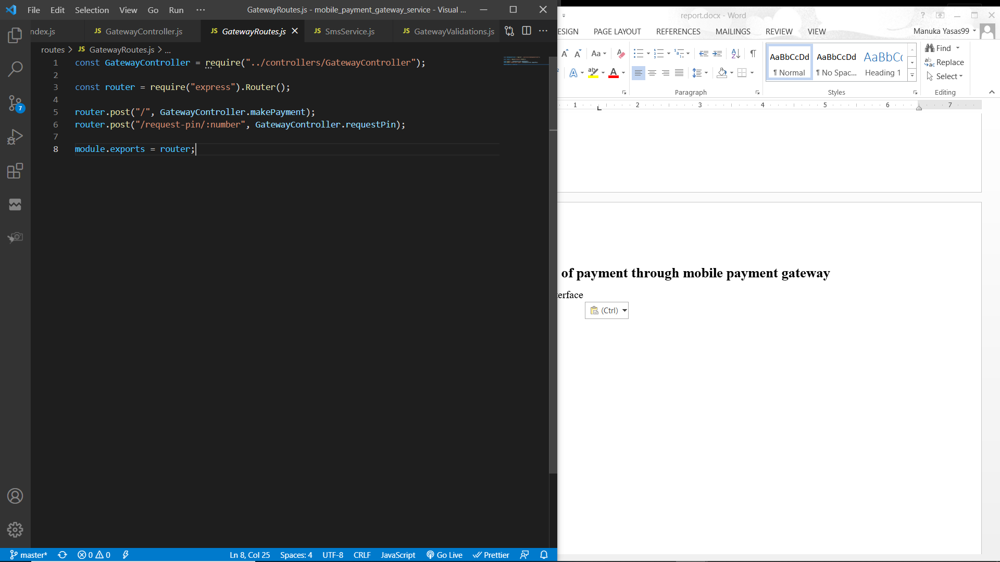 File Edit Selection View Go Run ··· GatewayRoutes.js - mobile_payment_gateway_service - Visual ...
ndex.js JS GatewayController.js JS GatewayRoutes.js JS SmsService.js JS GatewayValidations.js ···
routes > JS GatewayRoutes.js > ...
1 const GatewayController = require("../controllers/GatewayController");
2
3 const router = require("express").Router();
4
5 router.post("/", GatewayController.makePayment);
6 router.post("/request-pin/:number", GatewayController.requestPin);
7
8 module.exports = router;
7
master* 0 0 Ln 8, Col 25 Spaces: 4 UTF-8 CRLF JavaScript Go Live Prettier
report.docx - Word ?
ESIGN PAGE LAYOUT REFERENCES MAILINGS REVIEW VIEW Manuka Yasas99
A A Aa A Z ¶ AaBbCcDd AaBbCcDd AaBbCc Find
ab ac Replace
A ab A ¶ Normal ¶ No Spac... Heading 1 Select
Paragraph Styles Editing
1 2 3 4 5 6 7
of payment through mobile payment gateway
terface
(Ctrl)